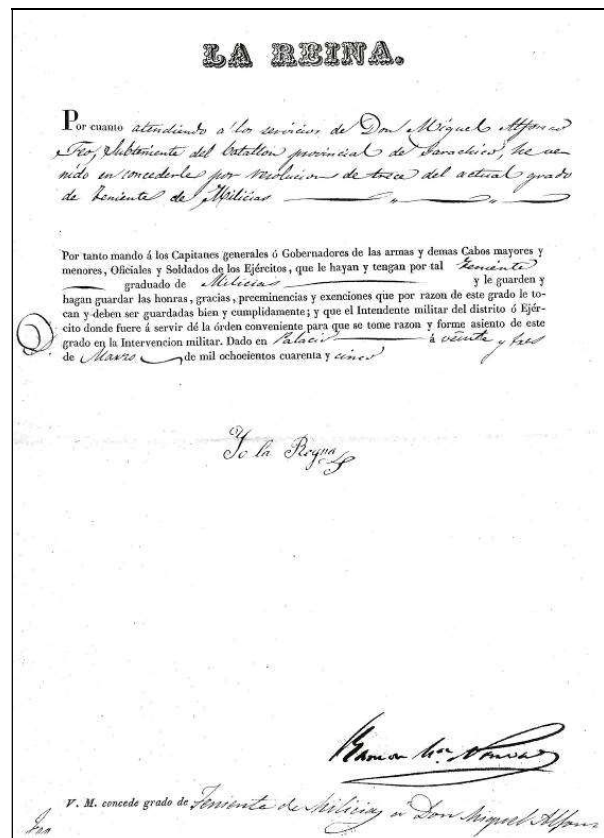 LA REINA.
Por cuanto atendiendo á los servicios de Don Miguel Alfonso
Feo, Subteniente del batallon provincial de Garachico, he ve-
nido en concederle por resolucion de trece del actual grado
de Teniente de Milicias
Por tanto mando á los Capitanes generales ó Gobernadores de las armas y demas Cabos mayores y
menores, Oficiales y Soldados de los Ejércitos, que le hayan y tengan por tal Teniente
graduado de Milicias y le guarden y
hagan guardar las honras, gracias, preeminencias y exenciones que por razon de este grado le to-
can y deben ser guardadas bien y cumplidamente; y que el Intendente militar del distrito ó Ejér-
cito donde fuere á servir dé la órden conveniente para que se tome razon y forme asiento de este
grado en la Intervencion militar. Dado en Palacio á veinte y tres
de Marzo de mil ochocientos cuarenta y cinco
Yo la Reyna
Ramon Ma Narvaez
V. M. concede grado de Teniente de Milicias a Don Miguel Alfonso
Feo